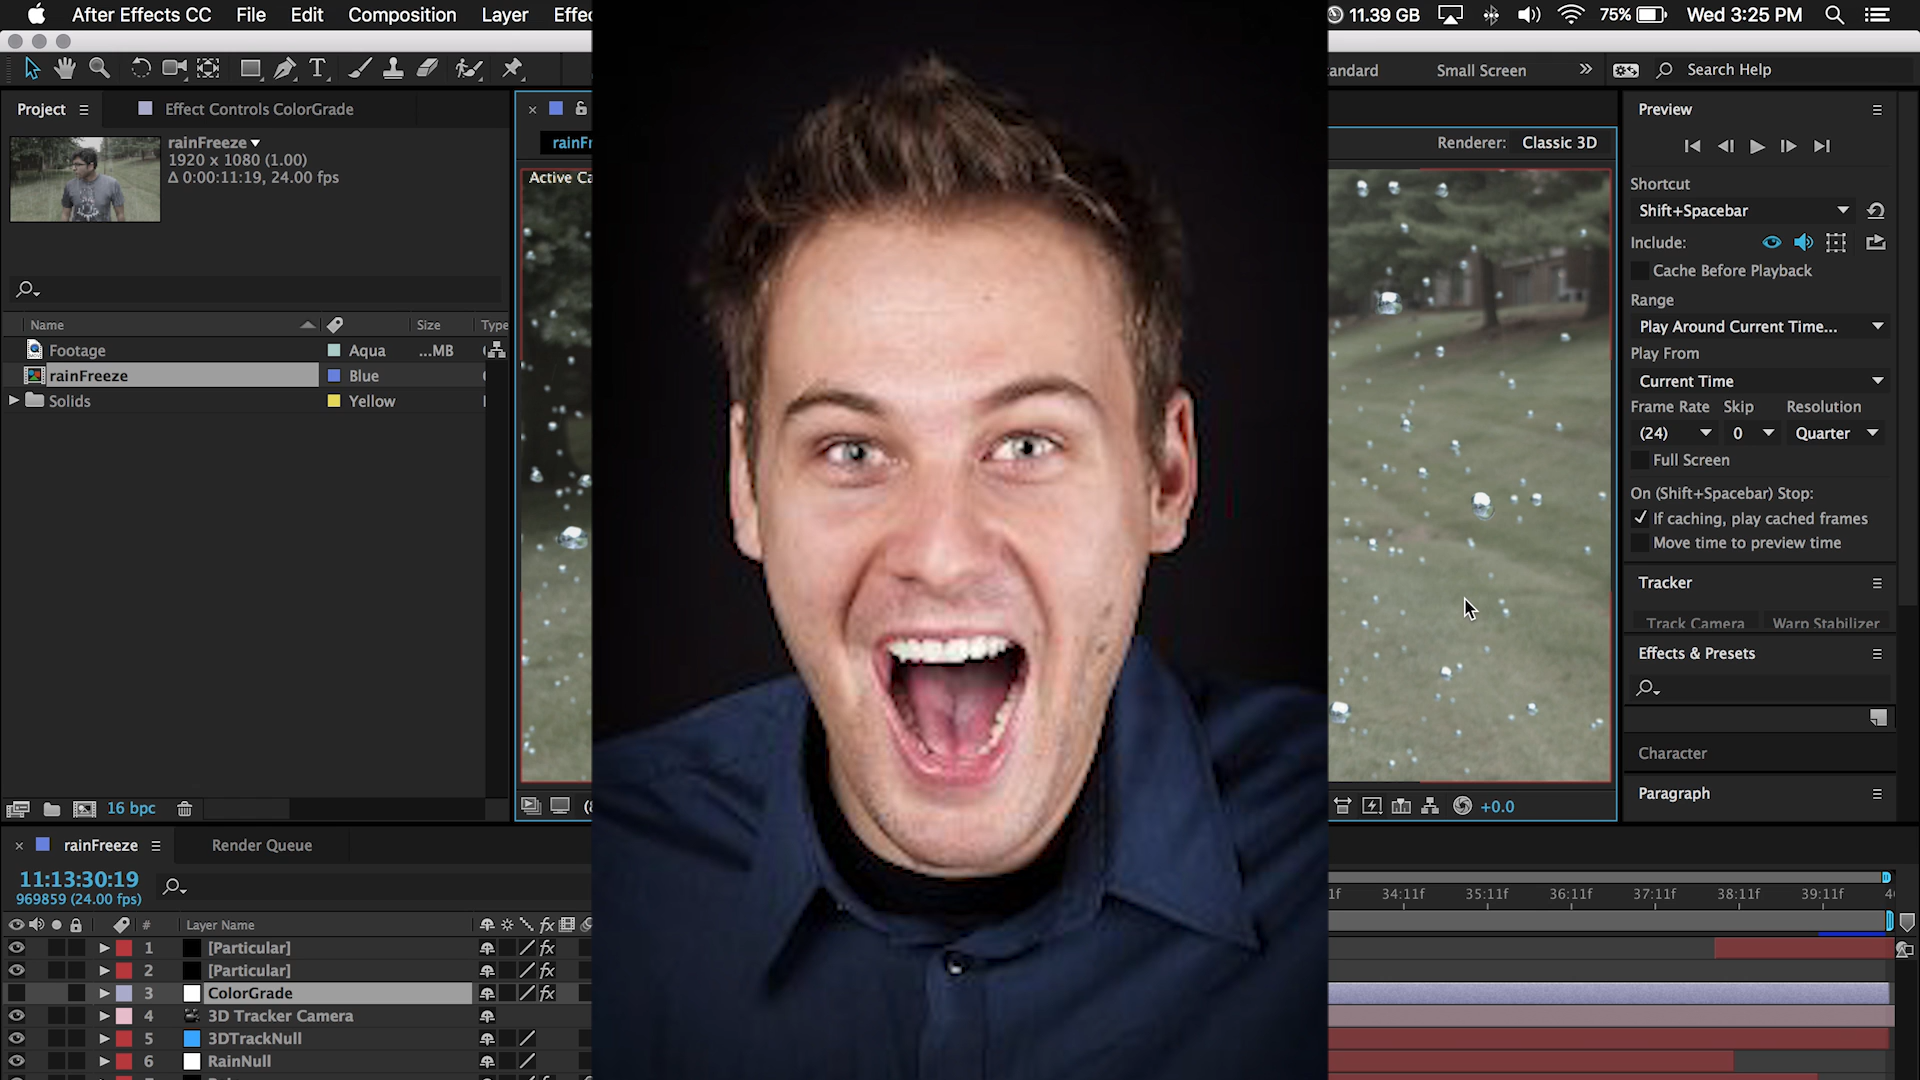 After Effects CC File Edit Composition Layer Effe
11.39 GB 75% Wed 3:25 PM
andard Small Screen Search Help
Project Effect Controls ColorGrade
rainFreeze
1920 x 1080 (1.00)
Δ 0:00:11:19, 24.00 fps
Name Size Type
Footage Aqua ...MB
rainFreeze Blue
Solids Yellow
16 bpc
rainFr
Active Ca
Renderer: Classic 3D
+0.0
Preview
Shortcut
Shift+Spacebar
Include:
Cache Before Playback
Range
Play Around Current Time...
Play From
Current Time
Frame Rate Skip Resolution
(24) 0 Quarter
Full Screen
On (Shift+Spacebar) Stop:
If caching, play cached frames
Move time to preview time
Tracker
Track Camera Warp Stabilizer
Effects & Presets
Character
Paragraph
rainFreeze Render Queue
11:13:30:19
969859 (24.00 fps)
1f 34:11f 35:11f 36:11f 37:11f 38:11f 39:11f 4
# Layer Name
1 [Particular]
2 [Particular]
3 ColorGrade
4 3D Tracker Camera
5 3DTrackNull
6 RainNull